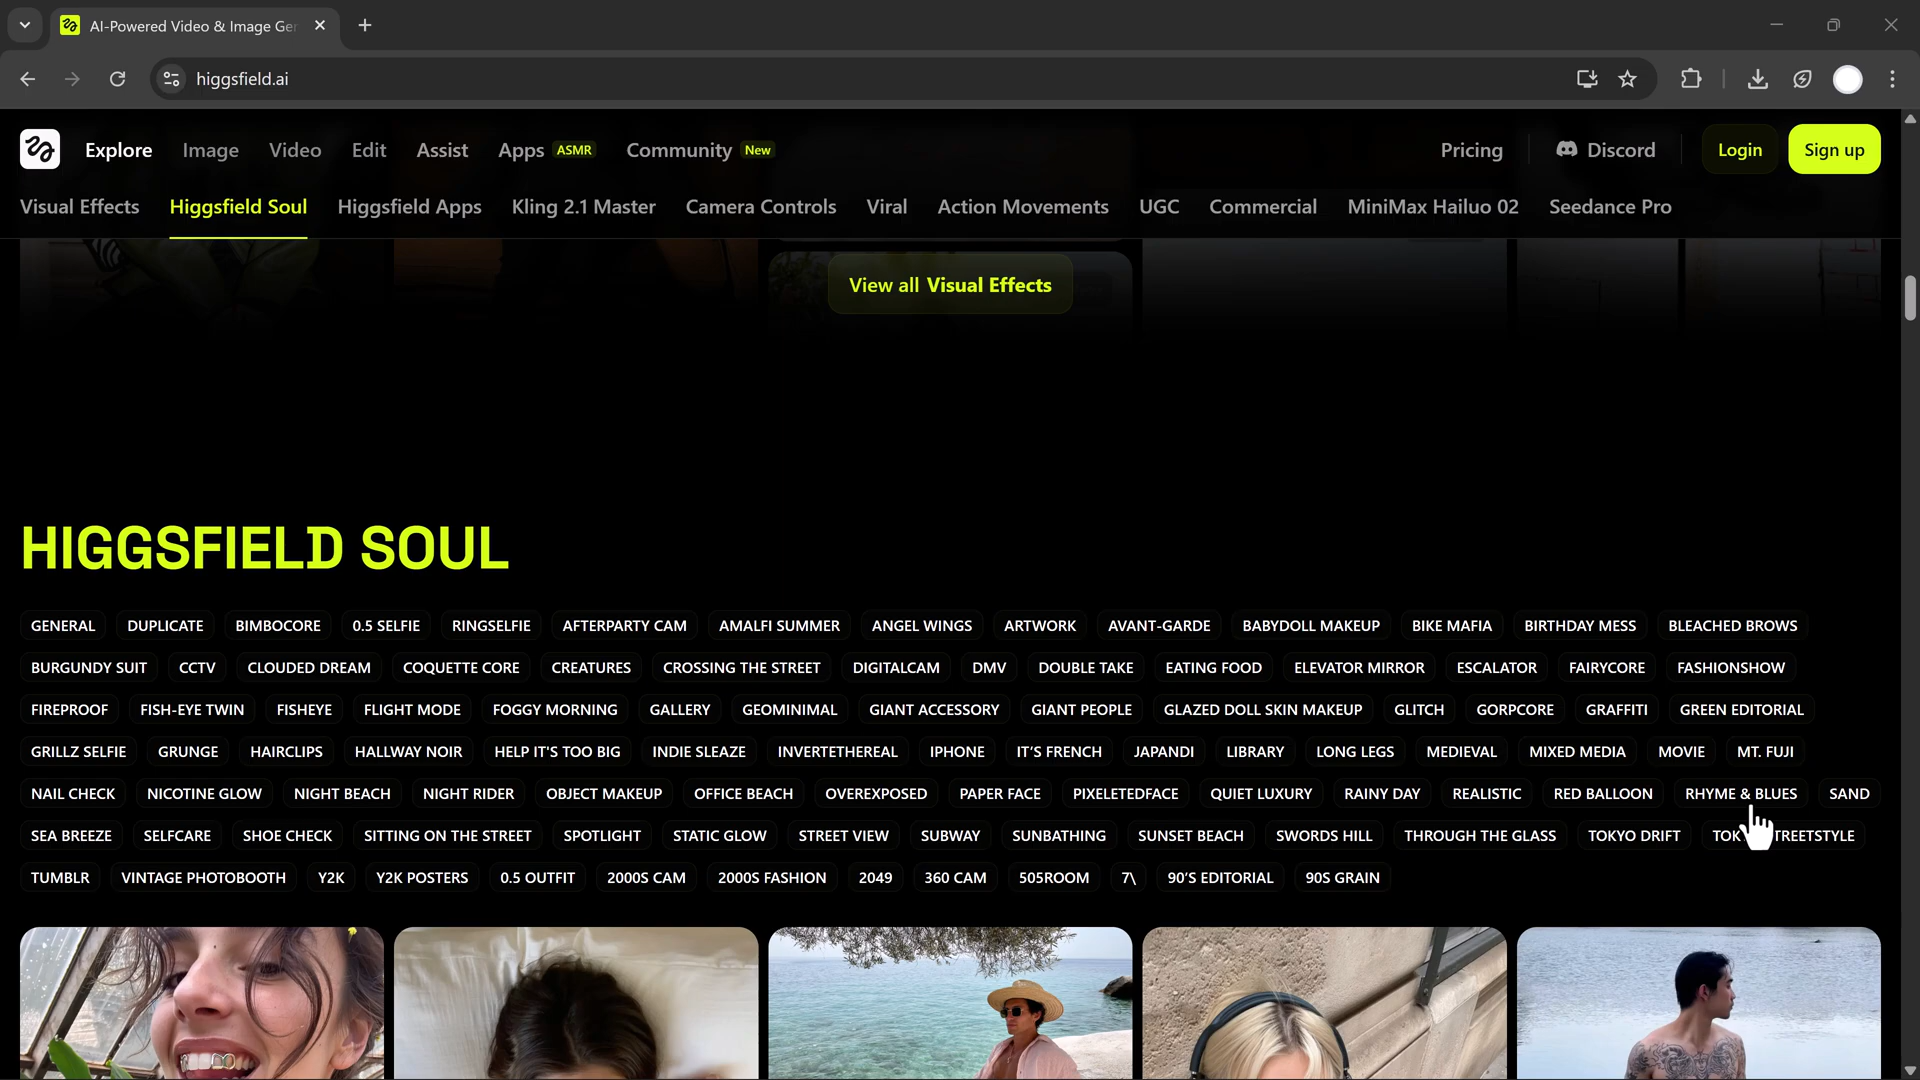 AI-Powered Video & Image Ger
higgsfield.ai
Explore Image Video Edit Assist Apps ASMR Community New Pricing Discord Login Sign up
Visual Effects Higgsfield Soul Higgsfield Apps Kling 2.1 Master Camera Controls Viral Action Movements UGC Commercial MiniMax Hailuo 02 Seedance Pro
View all Visual Effects
HIGGSFIELD SOUL
GENERAL DUPLICATE BIMBOCORE 0.5 SELFIE RINGSELFIE AFTERPARTY CAM AMALFI SUMMER ANGEL WINGS ARTWORK AVANT-GARDE BABYDOLL MAKEUP BIKE MAFIA BIRTHDAY MESS BLEACHED BROWS
BURGUNDY SUIT CCTV CLOUDED DREAM COQUETTE CORE CREATURES CROSSING THE STREET DIGITALCAM DMV DOUBLE TAKE EATING FOOD ELEVATOR MIRROR ESCALATOR FAIRYCORE FASHIONSHOW
FIREPROOF FISH-EYE TWIN FISHEYE FLIGHT MODE FOGGY MORNING GALLERY GEOMINIMAL GIANT ACCESSORY GIANT PEOPLE GLAZED DOLL SKIN MAKEUP GLITCH GORPCORE GRAFFITI GREEN EDITORIAL
GRILLZ SELFIE GRUNGE HAIRCLIPS HALLWAY NOIR HELP IT'S TOO BIG INDIE SLEAZE INVERTETHEREAL IPHONE IT’S FRENCH JAPANDI LIBRARY LONG LEGS MEDIEVAL MIXED MEDIA MOVIE MT. FUJI
NAIL CHECK NICOTINE GLOW NIGHT BEACH NIGHT RIDER OBJECT MAKEUP OFFICE BEACH OVEREXPOSED PAPER FACE PIXELETEDFACE QUIET LUXURY RAINY DAY REALISTIC RED BALLOON RHYME & BLUES SAND
SEA BREEZE SELFCARE SHOE CHECK SITTING ON THE STREET SPOTLIGHT STATIC GLOW STREET VIEW SUBWAY SUNBATHING SUNSET BEACH SWORDS HILL THROUGH THE GLASS TOKYO DRIFT TOK TREETSTYLE
TUMBLR VINTAGE PHOTOBOOTH Y2K Y2K POSTERS 0.5 OUTFIT 2000S CAM 2000S FASHION 2049 360 CAM 505ROOM 7\ 90’S EDITORIAL 90S GRAIN